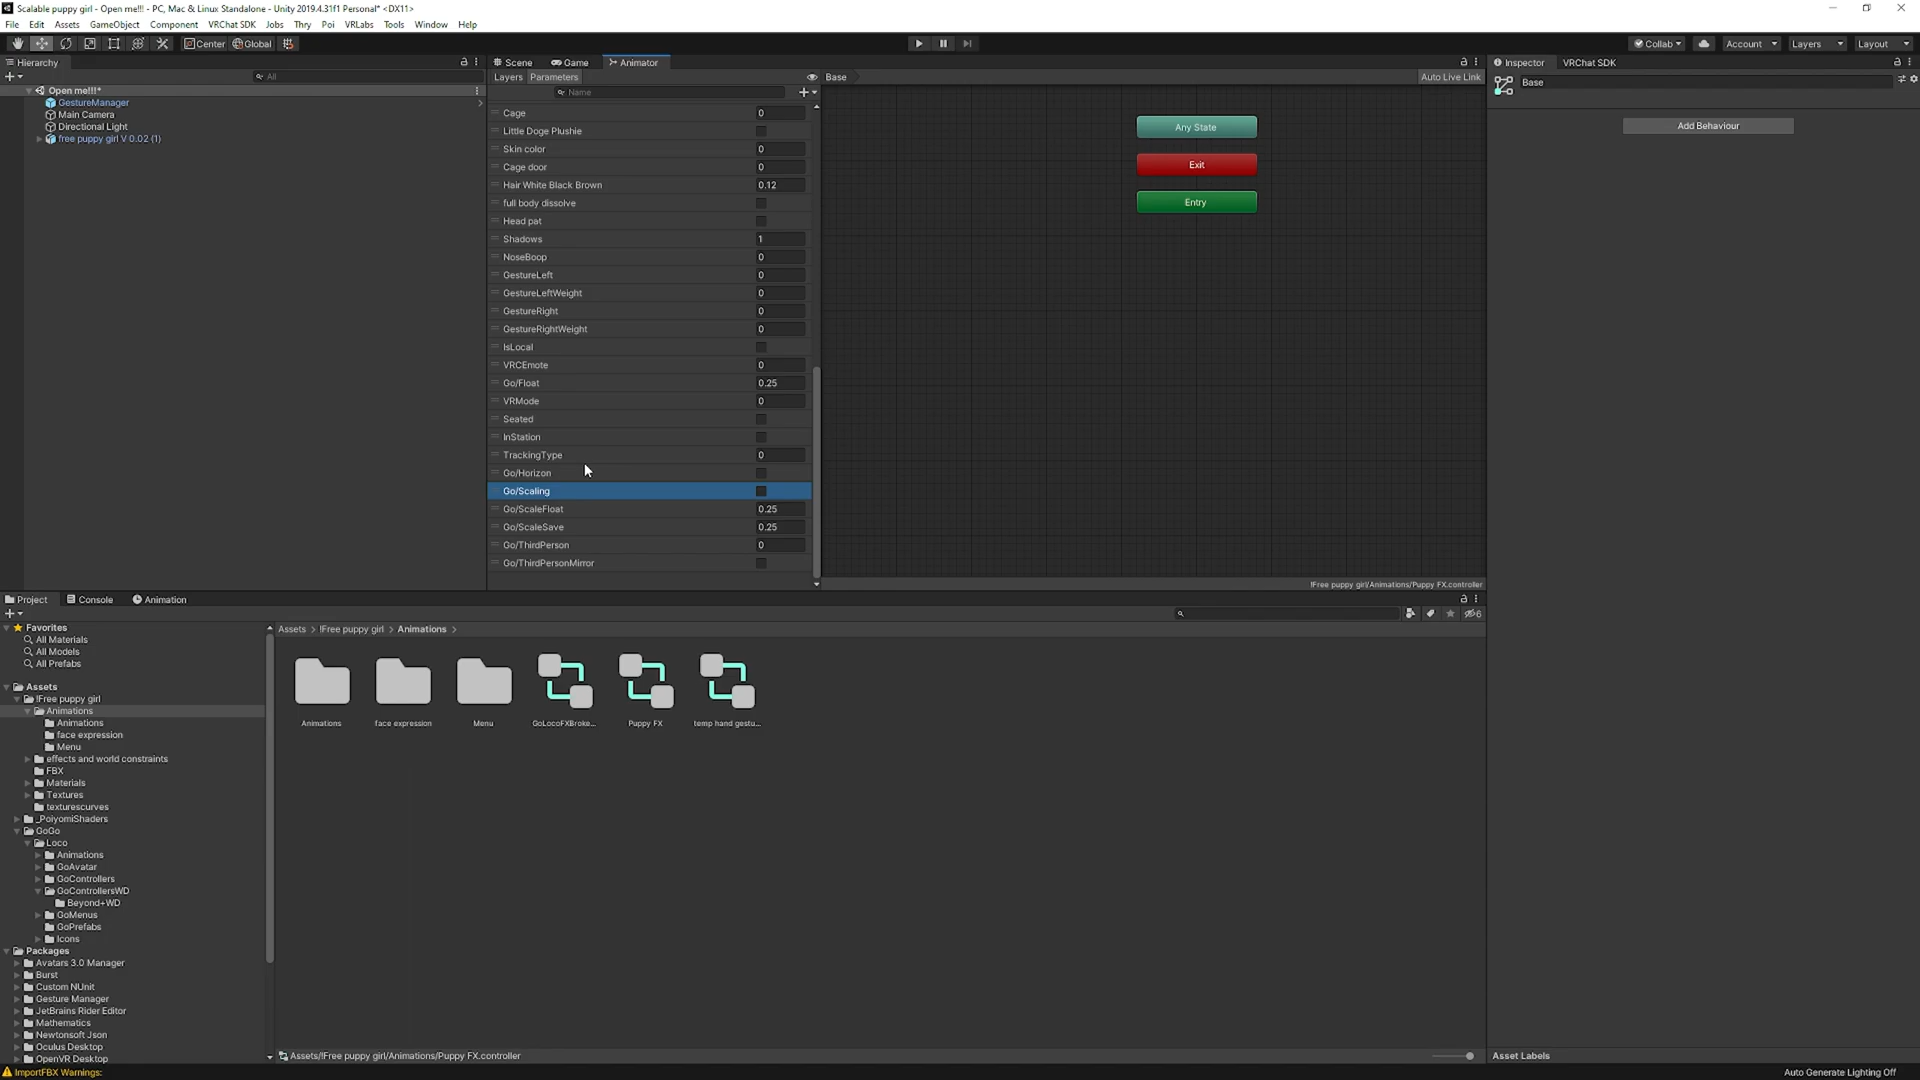 Scalable puppy girl - Open me!!! - PC, Mac & Linux Standalone - Unity 2019.4.31f1 Personal* <DX11>
File Edit Assets GameObject Component VRChat SDK Jobs Thry Poi VRLabs Tools Window Help
Center Global Collab Account Layers Layout
Hierarchy
All
Open me!!!*
GestureManager
Main Camera
Directional Light
free puppy girl V 0.02 (1)
Scene Game Animator
Layers Parameters Base Auto Live Link
Name
Cage 0
Little Doge Plushie
Skin color 0
Cage door 0
Hair White Black Brown 0.12
full body dissolve
Head pat
Shadows 1
NoseBoop 0
GestureLeft 0
GestureLeftWeight 0
GestureRight 0
GestureRightWeight 0
IsLocal
VRCEmote 0
Go/Float 0.25
VRMode 0
Seated
InStation
TrackingType 0
Go/Horizon
Go/Scaling
Go/ScaleFloat 0.25
Go/ScaleSave 0.25
Go/ThirdPerson 0
Go/ThirdPersonMirror
Any State
Exit
Entry
!Free puppy girl/Animations/Puppy FX.controller
Inspector VRChat SDK
Base
Add Behaviour
Asset Labels
Project Console Animation
6
Favorites
All Materials
All Models
All Prefabs
Assets
!Free puppy girl
Animations
Animations
face expression
Menu
effects and world constraints
FBX
Materials
Textures
texturescurves
_PoiyomiShaders
GoGo
Loco
Animations
GoAvatar
GoControllers
GoControllersWD
Beyond+WD
GoMenus
GoPrefabs
Icons
Packages
Avatars 3.0 Manager
Burst
Custom NUnit
Gesture Manager
JetBrains Rider Editor
Mathematics
Newtonsoft Json
Oculus Desktop
OpenVR Desktop
Assets > !Free puppy girl > Animations >
Animations face expression Menu GoLocoFXBroke... Puppy FX temp hand gestu...
Assets/!Free puppy girl/Animations/Puppy FX.controller
ImportFBX Warnings:
Auto Generate Lighting Off